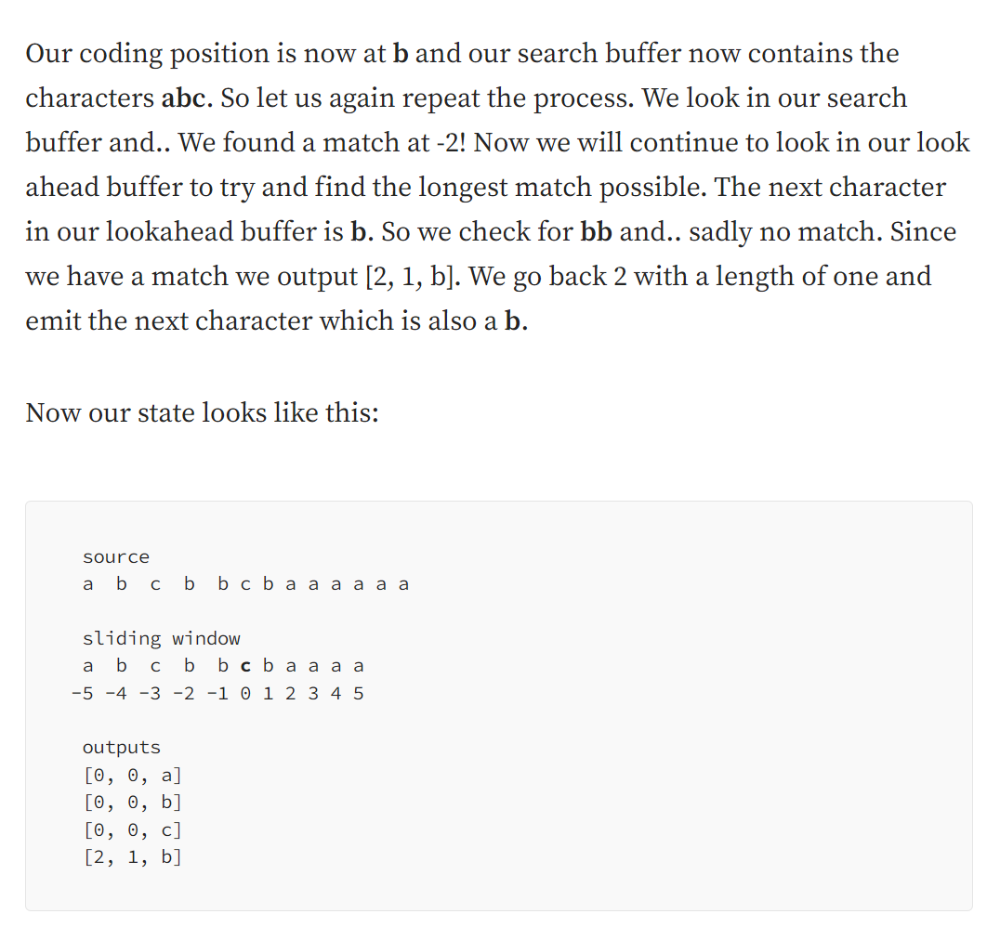 Our coding position is now at b and our search buffer now contains the
characters abc. So let us again repeat the process. We look in our search
buffer and.. We found a match at -2! Now we will continue to look in our look
ahead buffer to try and find the longest match possible. The next character
in our lookahead buffer is b. So we check for bb and.. sadly no match. Since
we have a match we output [2, 1, b]. We go back 2 with a length of one and
emit the next character which is also a b.
Now our state looks like this:
source
a  b  c  b  b c b a a a a a a
sliding window
a  b  c  b  b c b a a a a
-5 -4 -3 -2 -1 0 1 2 3 4 5
outputs
[0, 0, a]
[0, 0, b]
[0, 0, c]
[2, 1, b]